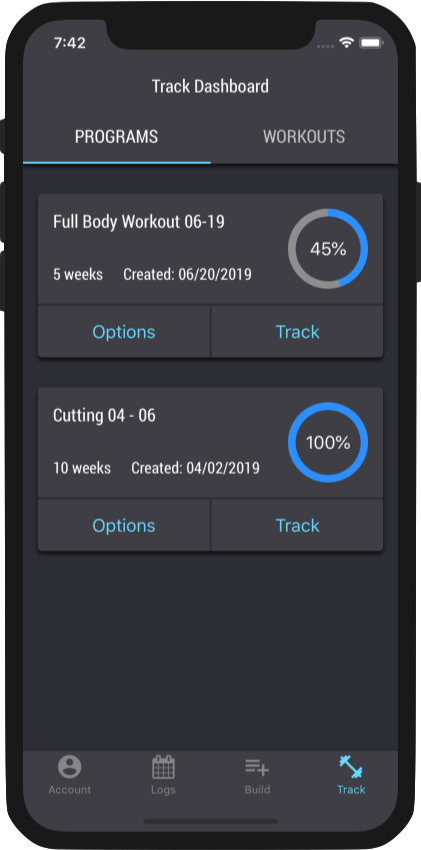 7:42
Track Dashboard
PROGRAMS WORKOUTS
Full Body Workout 06-19
45%
5 weeks Created: 06/20/2019
Options Track
Cutting 04 - 06
100%
10 weeks Created: 04/02/2019
Options Track
Account Logs Build Track